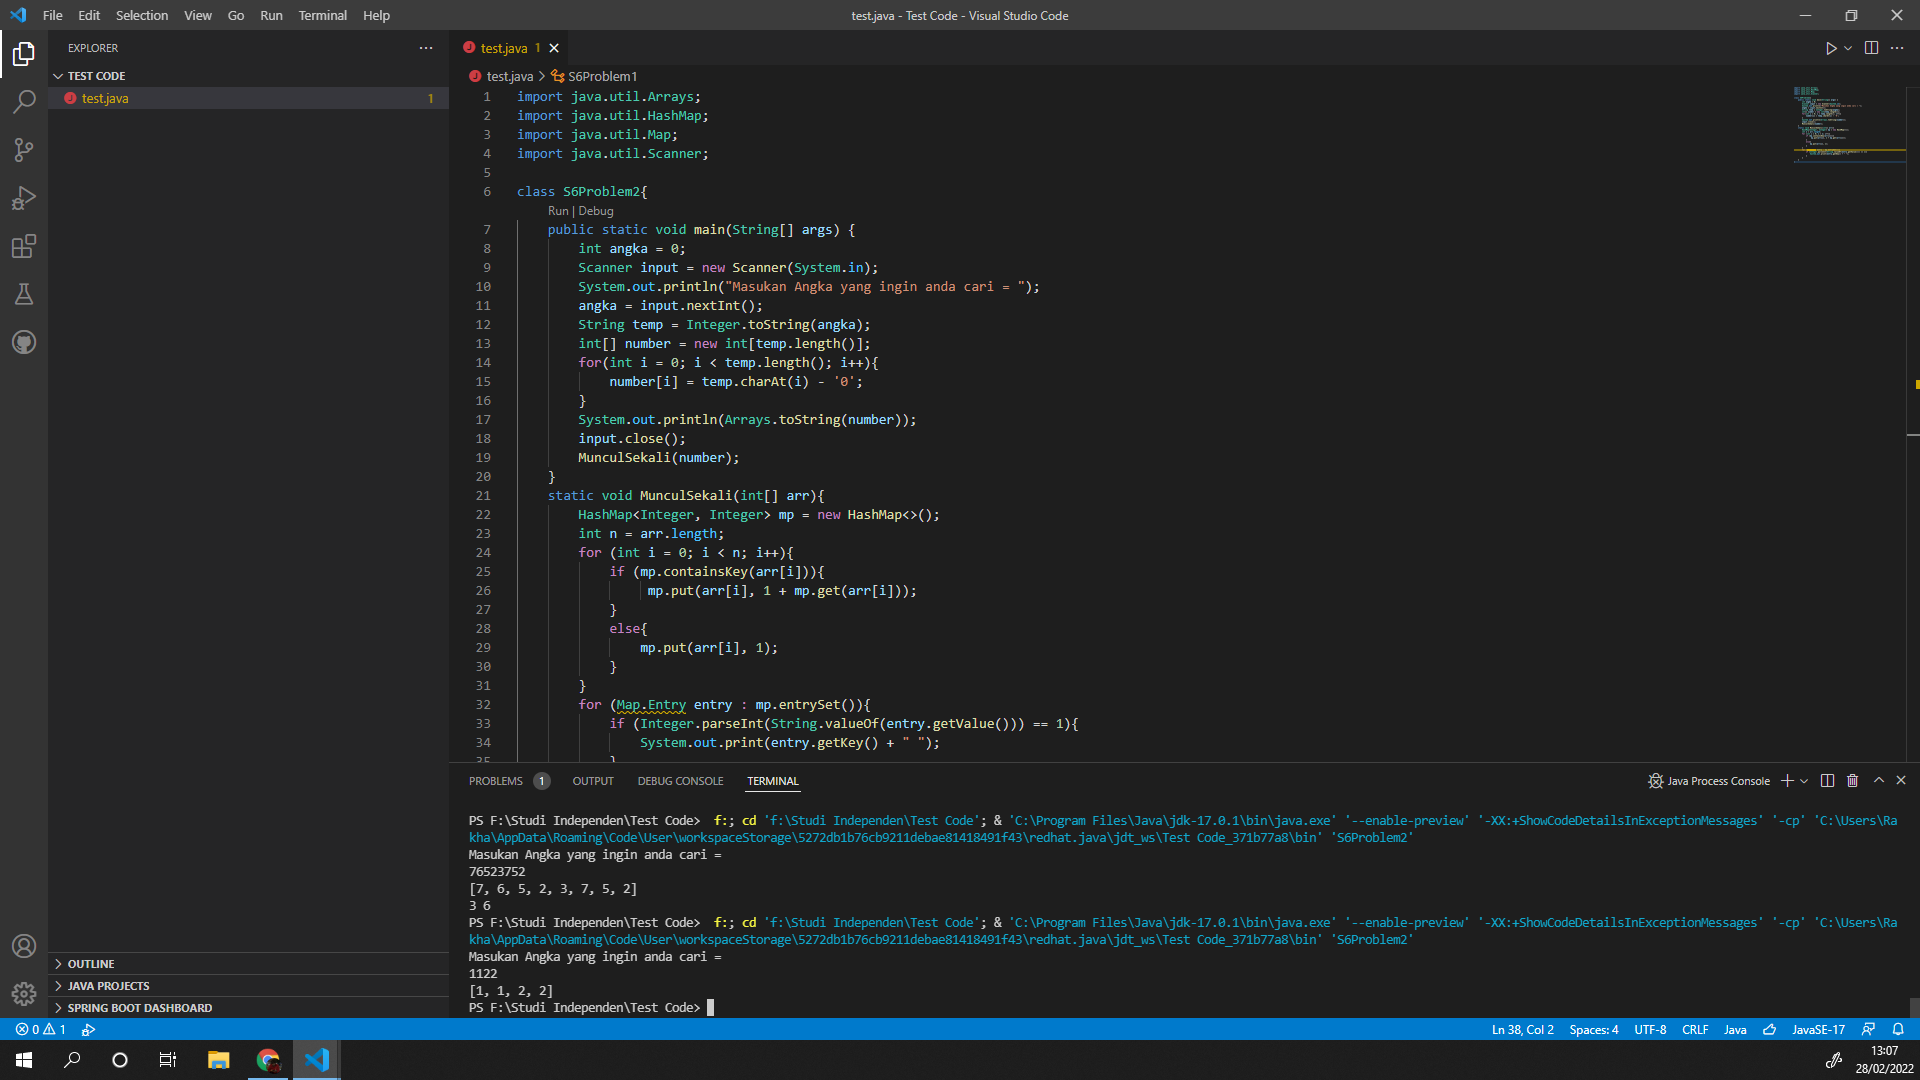 File Edit Selection View Go Run Terminal Help
test.java - Test Code - Visual Studio Code
EXPLORER
TEST CODE
test.java 1
OUTLINE
JAVA PROJECTS
SPRING BOOT DASHBOARD
test.java 1
test.java > S6Problem1
1 import java.util.Arrays;
2 import java.util.HashMap;
3 import java.util.Map;
4 import java.util.Scanner;
5
6 class S6Problem2{
Run | Debug
7 public static void main(String[] args) {
8 int angka = 0;
9 Scanner input = new Scanner(System.in);
10 System.out.println("Masukan Angka yang ingin anda cari = ");
11 angka = input.nextInt();
12 String temp = Integer.toString(angka);
13 int[] number = new int[temp.length()];
14 for(int i = 0; i < temp.length(); i++){
15 number[i] = temp.charAt(i) - '0';
16 }
17 System.out.println(Arrays.toString(number));
18 input.close();
19 MunculSekali(number);
20 }
21 static void MunculSekali(int[] arr){
22 HashMap<Integer, Integer> mp = new HashMap<>();
23 int n = arr.length;
24 for (int i = 0; i < n; i++){
25 if (mp.containsKey(arr[i])){
26 mp.put(arr[i], 1 + mp.get(arr[i]));
27 }
28 else{
29 mp.put(arr[i], 1);
30 }
31 }
32 for (Map.Entry entry : mp.entrySet()){
33 if (Integer.parseInt(String.valueOf(entry.getValue())) == 1){
34 System.out.print(entry.getKey() + " ");
35 }
PROBLEMS 1 OUTPUT DEBUG CONSOLE TERMINAL
Java Process Console
PS F:\Studi Independen\Test Code> f:; cd 'f:\Studi Independen\Test Code'; & 'C:\Program Files\Java\jdk-17.0.1\bin\java.exe' '--enable-preview' '-XX:+ShowCodeDetailsInExceptionMessages' '-cp' 'C:\Users\Ra
kha\AppData\Roaming\Code\User\workspaceStorage\5272db1b76cb9211debae81418491f43\redhat.java\jdt_ws\Test Code_371b77a8\bin' 'S6Problem2'
Masukan Angka yang ingin anda cari =
76523752
[7, 6, 5, 2, 3, 7, 5, 2]
3 6
PS F:\Studi Independen\Test Code> f:; cd 'f:\Studi Independen\Test Code'; & 'C:\Program Files\Java\jdk-17.0.1\bin\java.exe' '--enable-preview' '-XX:+ShowCodeDetailsInExceptionMessages' '-cp' 'C:\Users\Ra
kha\AppData\Roaming\Code\User\workspaceStorage\5272db1b76cb9211debae81418491f43\redhat.java\jdt_ws\Test Code_371b77a8\bin' 'S6Problem2'
Masukan Angka yang ingin anda cari =
1122
[1, 1, 2, 2]
PS F:\Studi Independen\Test Code>
0 1
Ln 38, Col 2 Spaces: 4 UTF-8 CRLF Java JavaSE-17
13:07
28/02/2022